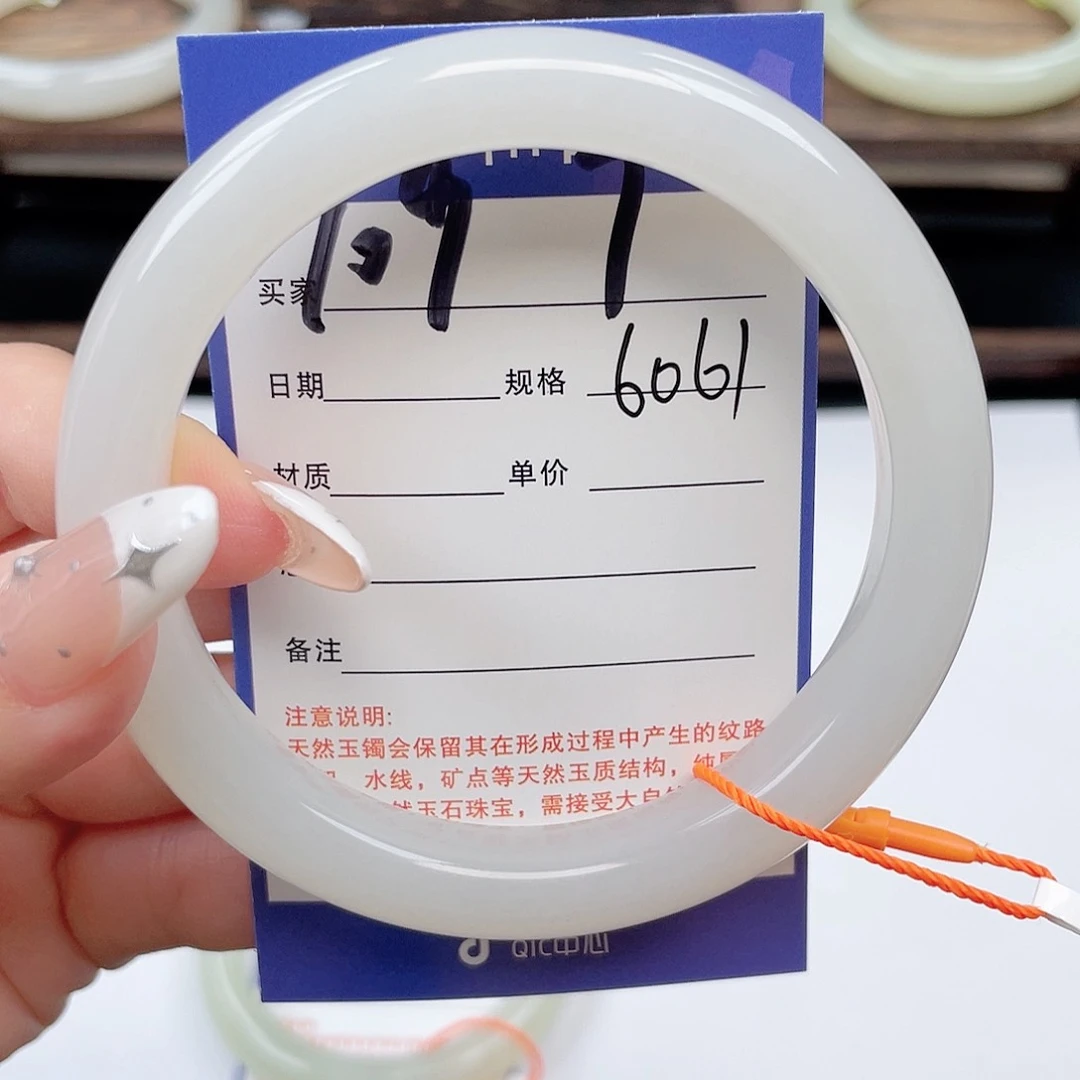 买家
日期 规格 6061
材质 单价
备注
注意说明:
天然玉镯会保留其在形成过程中产生的纹路
水线，矿点等天然玉质结构，
然玉石珠宝，需接受大自
QIC中心